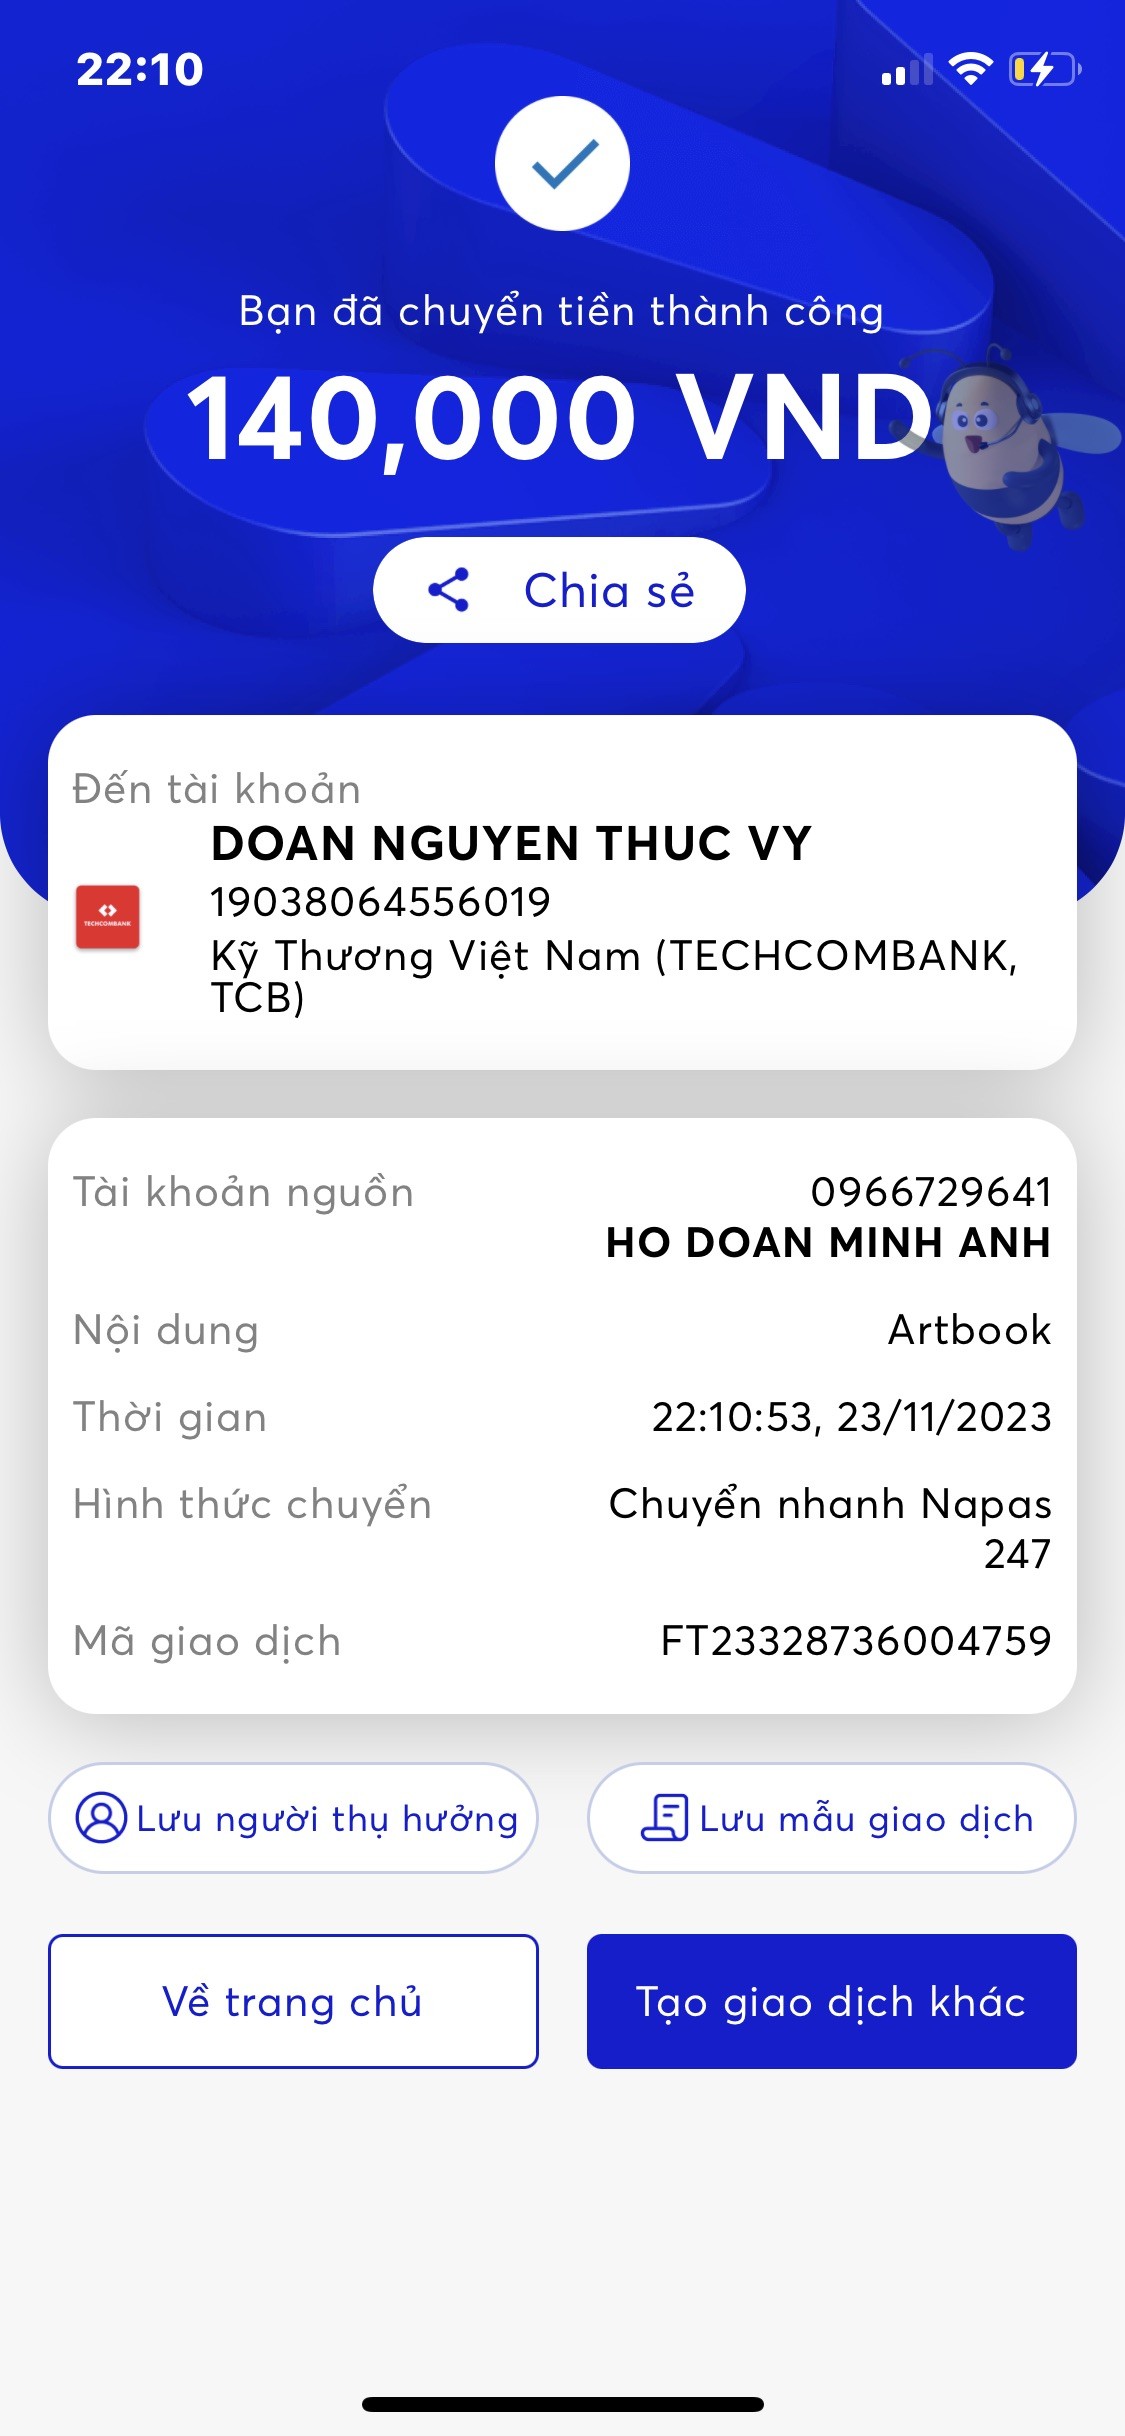 22:10
Bạn đã chuyển tiền thành công
140,000 VND
Chia sẻ
Đến tài khoản
DOAN NGUYEN THUC VY
19038064556019
TECHCOMBANK
Kỹ Thương Việt Nam (TECHCOMBANK,
TCB)
Tài khoản nguồn 0966729641
HO DOAN MINH ANH
Nội dung Artbook
Thời gian 22:10:53, 23/11/2023
Hình thức chuyển Chuyển nhanh Napas
247
Mã giao dịch FT23328736004759
Lưu người thụ hưởng Lưu mẫu giao dịch
Về trang chủ Tạo giao dịch khác